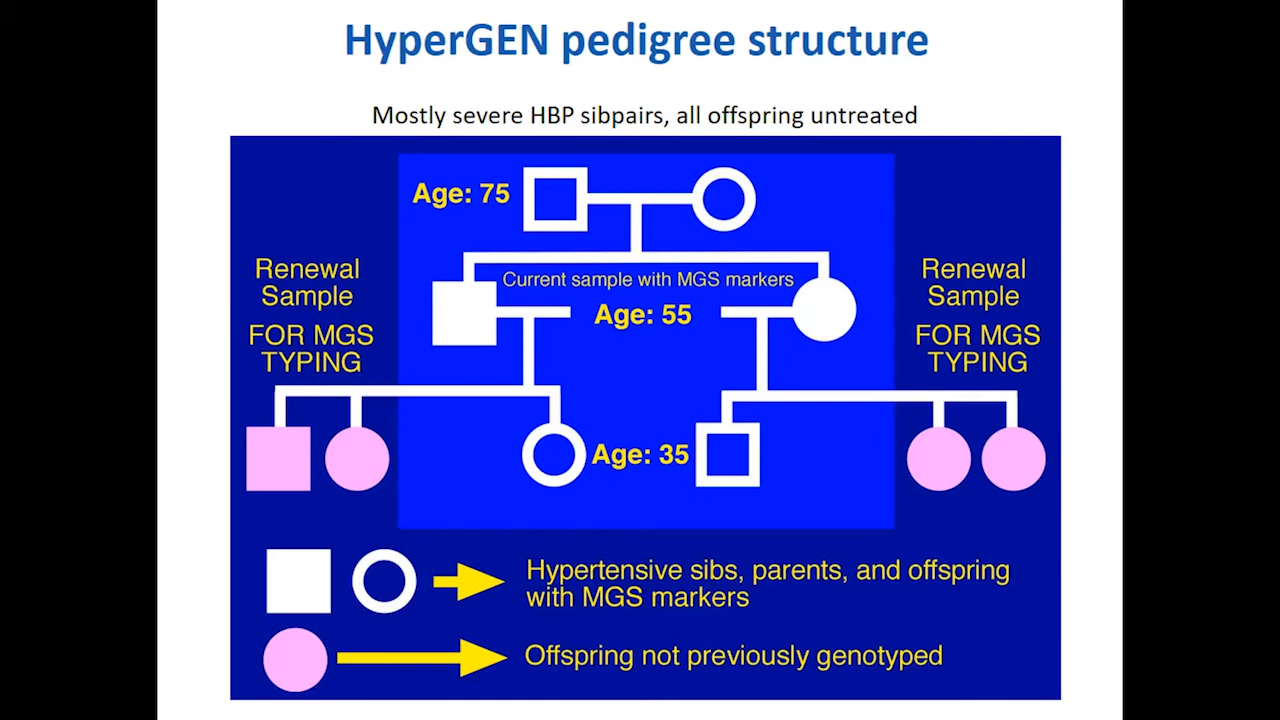 HyperGEN pedigree structure
Mostly severe HBP sibpairs, all offspring untreated
Age: 75
Current sample with MGS markers
Age: 55
Renewal
Sample
FOR MGS
TYPING
Renewal
Sample
FOR MGS
TYPING
Age: 35
Hypertensive sibs, parents, and offspring
with MGS markers
Offspring not previously genotyped